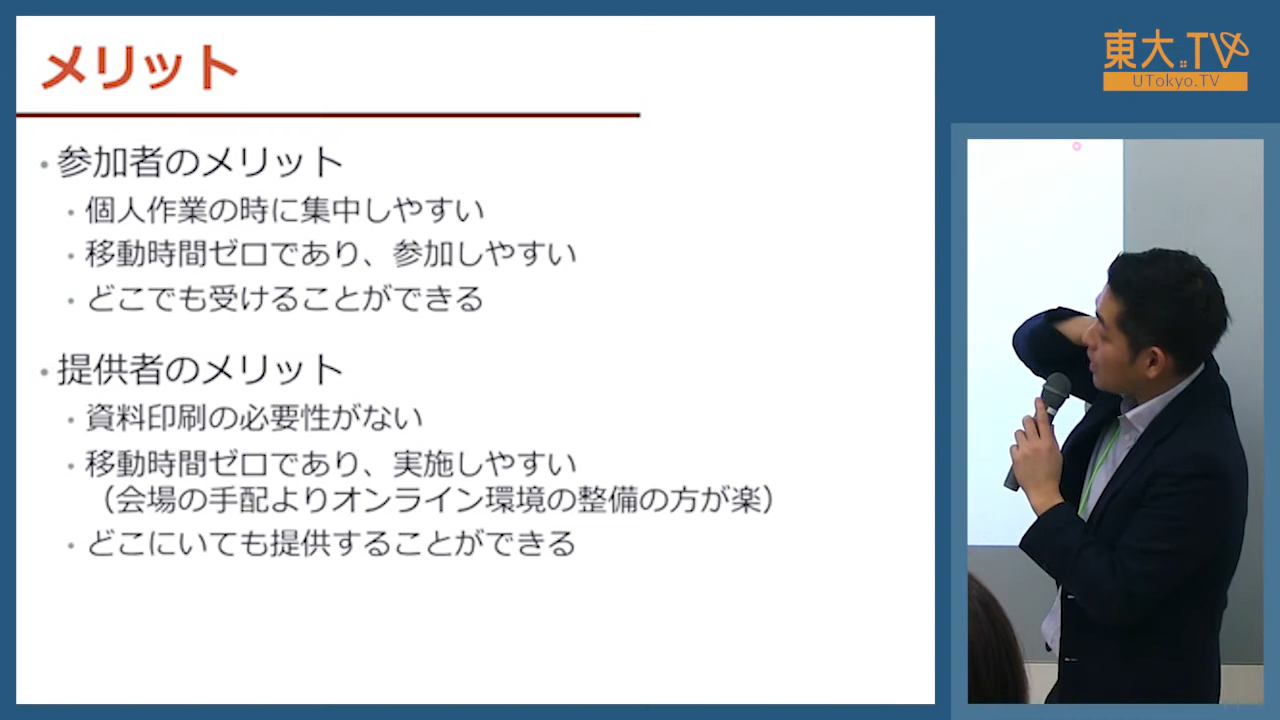 メリット
・参加者のメリット
・個人作業の時に集中しやすい
・移動時間ゼロであり、参加しやすい
・どこでも受けることができる
・提供者のメリット
・資料印刷の必要性がない
・移動時間ゼロであり、実施しやすい
（会場の手配よりオンライン環境の整備の方が楽）
・どこにいても提供することができる
東大TV
UTokyo.TV